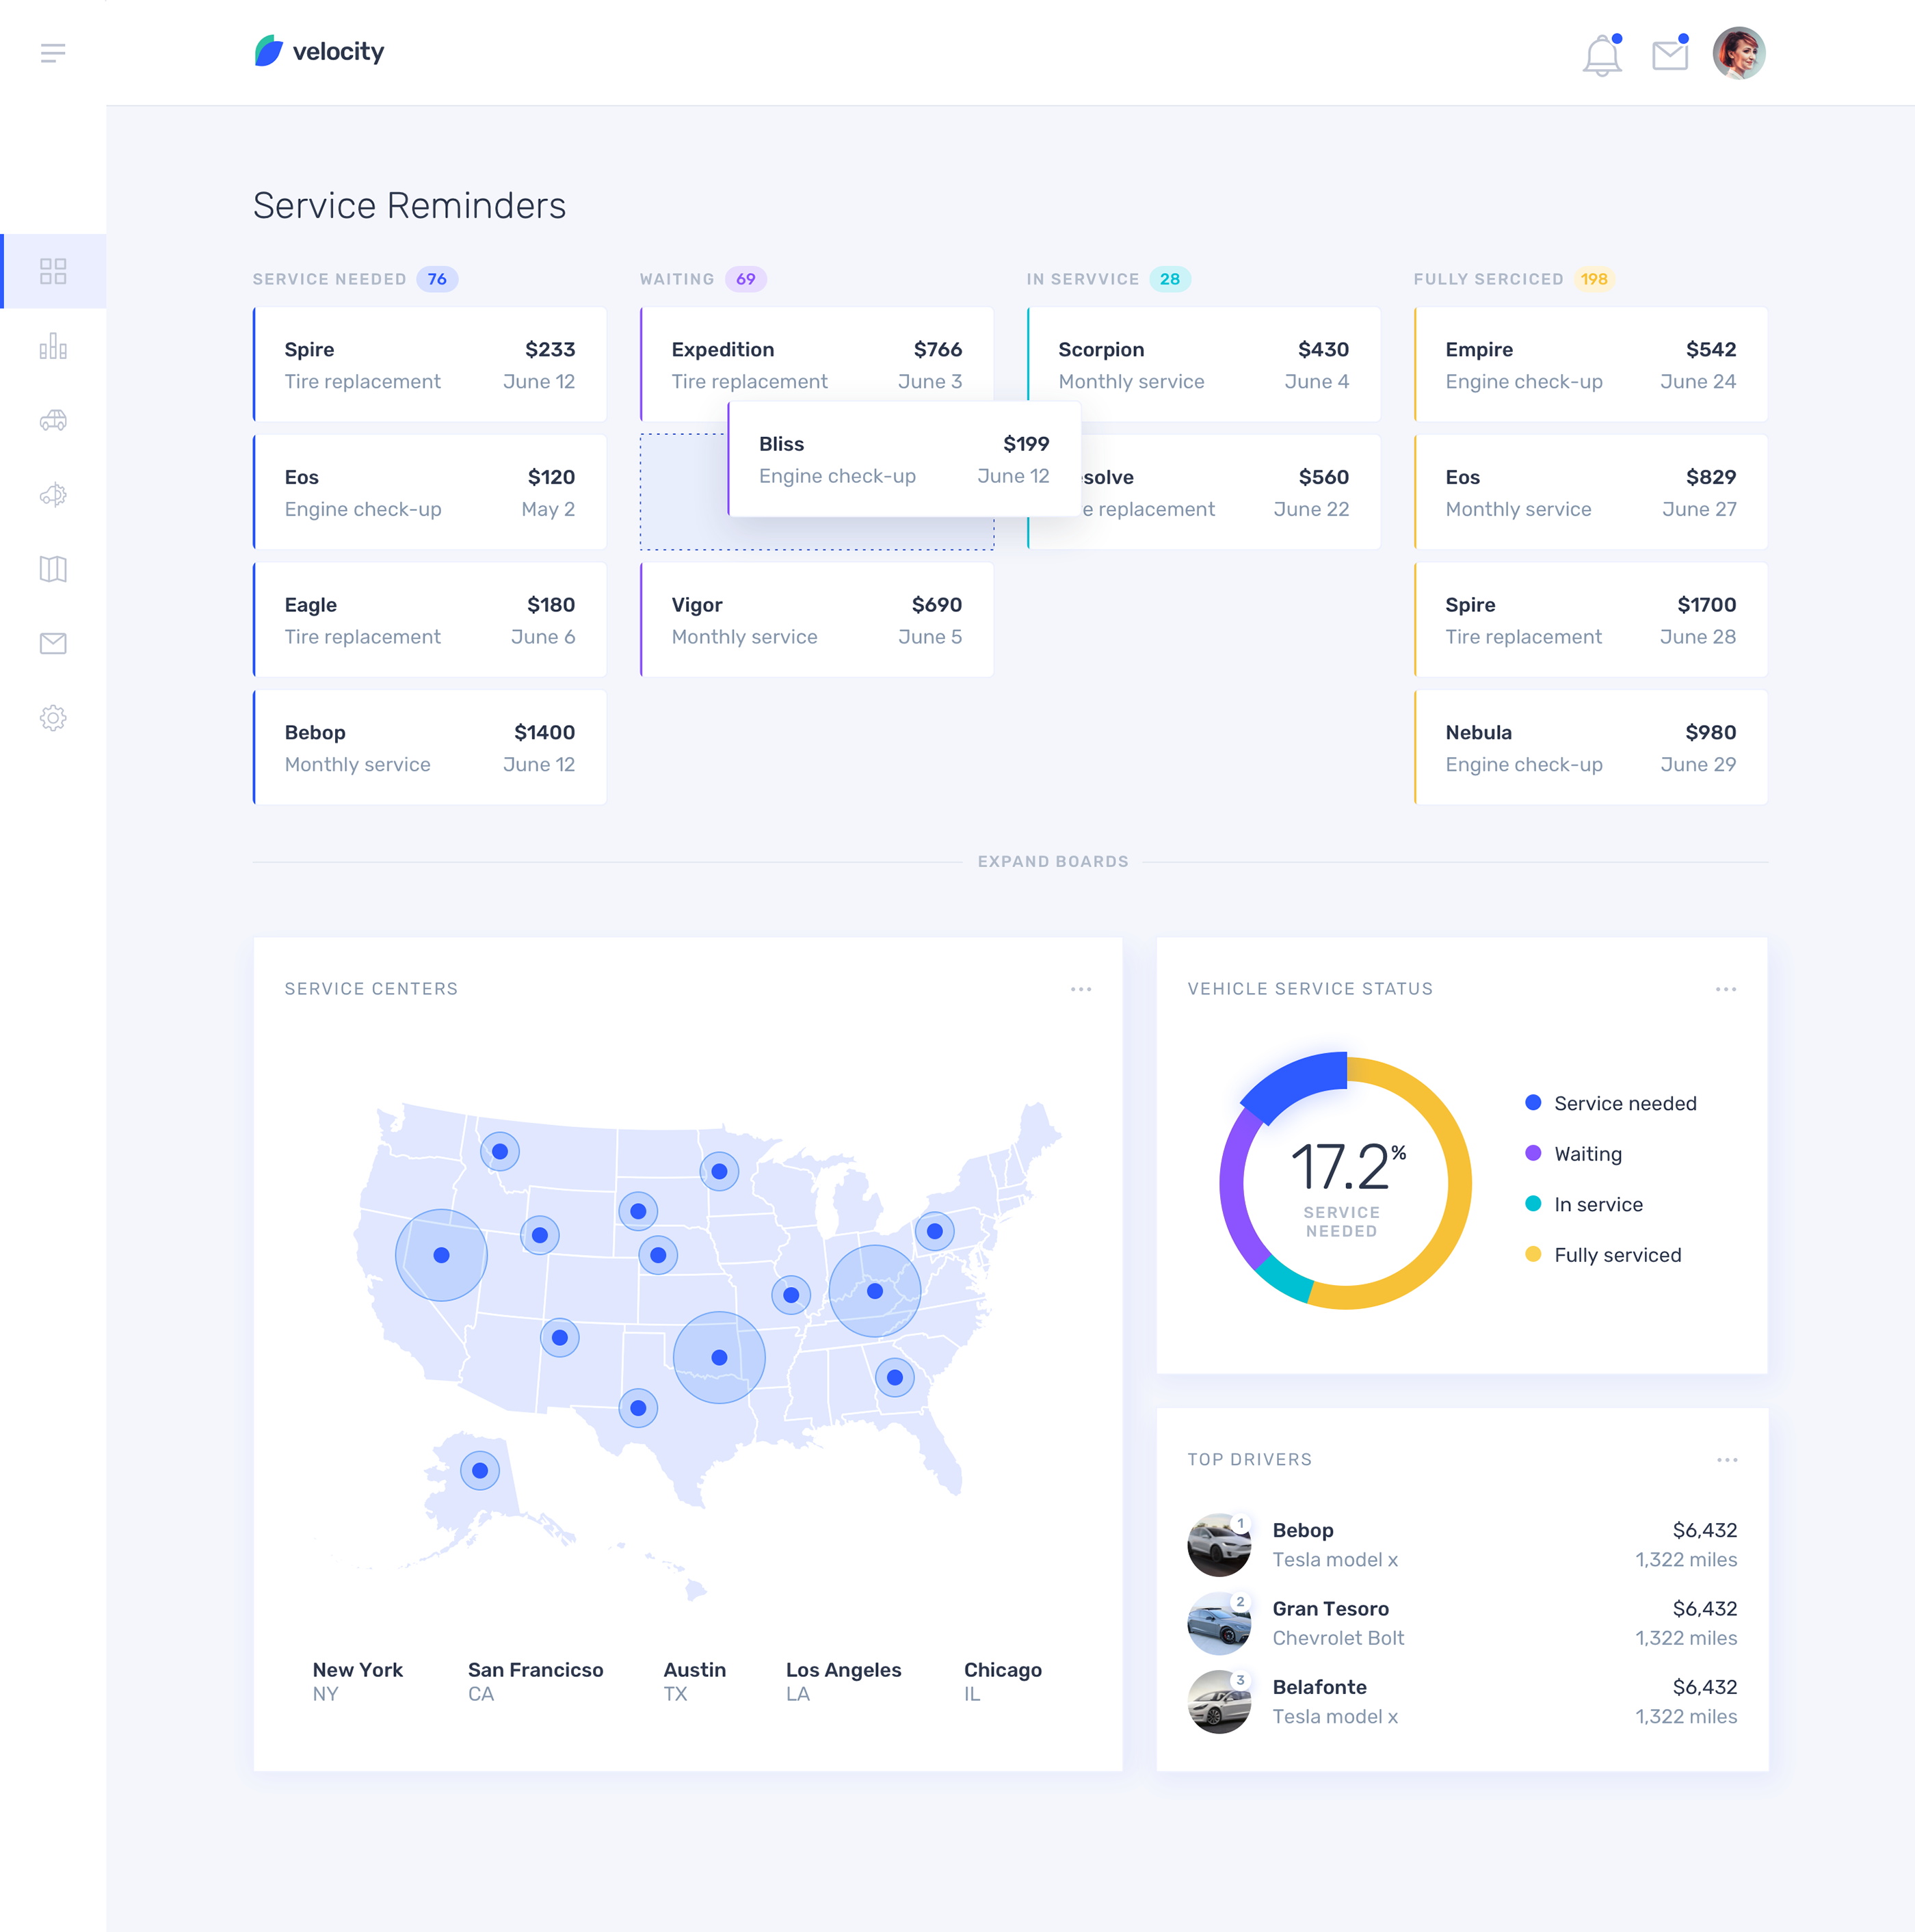 velocity
Service Reminders
SERVICE NEEDED 76
Spire $233
Tire replacement June 12
Eos $120
Engine check-up May 2
Eagle $180
Tire replacement June 6
Bebop $1400
Monthly service June 12
WAITING 69
Expedition $766
Tire replacement June 3
Bliss $199
Engine check-up June 12
Vigor $690
Monthly service June 5
IN SERVVICE 28
Scorpion $430
Monthly service June 4
esolve $560
e replacement June 22
FULLY SERCICED 198
Empire $542
Engine check-up June 24
Eos $829
Monthly service June 27
Spire $1700
Tire replacement June 28
Nebula $980
Engine check-up June 29
EXPAND BOARDS
SERVICE CENTERS
New York
NY
San Francicso
CA
Austin
TX
Los Angeles
LA
Chicago
IL
VEHICLE SERVICE STATUS
17.2%
SERVICE
NEEDED
Service needed
Waiting
In service
Fully serviced
TOP DRIVERS
1
Bebop $6,432
Tesla model x 1,322 miles
2
Gran Tesoro $6,432
Chevrolet Bolt 1,322 miles
3
Belafonte $6,432
Tesla model x 1,322 miles